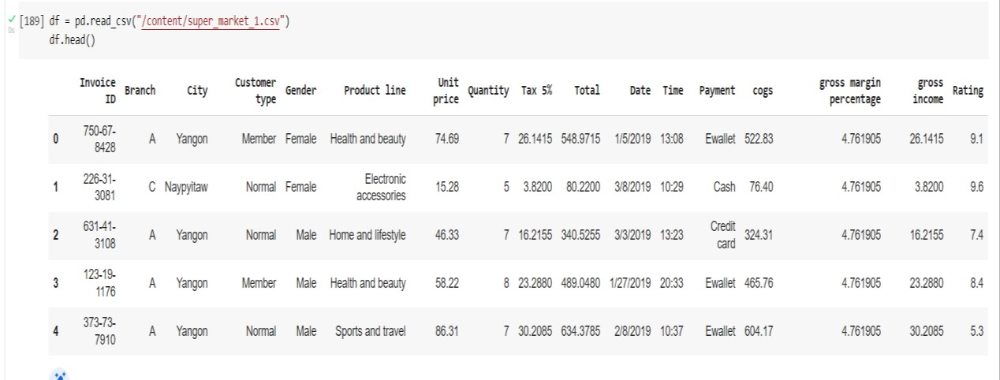 [189] df = pd.read_csv("/content/super_market_1.csv")
df.head()
Invoice ID Branch City Customer type Gender Product line Unit price Quantity Tax 5% Total Date Time Payment cogs gross margin percentage gross income Rating
0 750-67-8428 A Yangon Member Female Health and beauty 74.69 7 26.1415 548.9715 1/5/2019 13:08 Ewallet 522.83 4.761905 26.1415 9.1
1 226-31-3081 C Naypyitaw Normal Female Electronic accessories 15.28 5 3.8200 80.2200 3/8/2019 10:29 Cash 76.40 4.761905 3.8200 9.6
2 631-41-3108 A Yangon Normal Male Home and lifestyle 46.33 7 16.2155 340.5255 3/3/2019 13:23 Credit card 324.31 4.761905 16.2155 7.4
3 123-19-1176 A Yangon Member Male Health and beauty 58.22 8 23.2880 489.0480 1/27/2019 20:33 Ewallet 465.76 4.761905 23.2880 8.4
4 373-73-7910 A Yangon Normal Male Sports and travel 86.31 7 30.2085 634.3785 2/8/2019 10:37 Ewallet 604.17 4.761905 30.2085 5.3